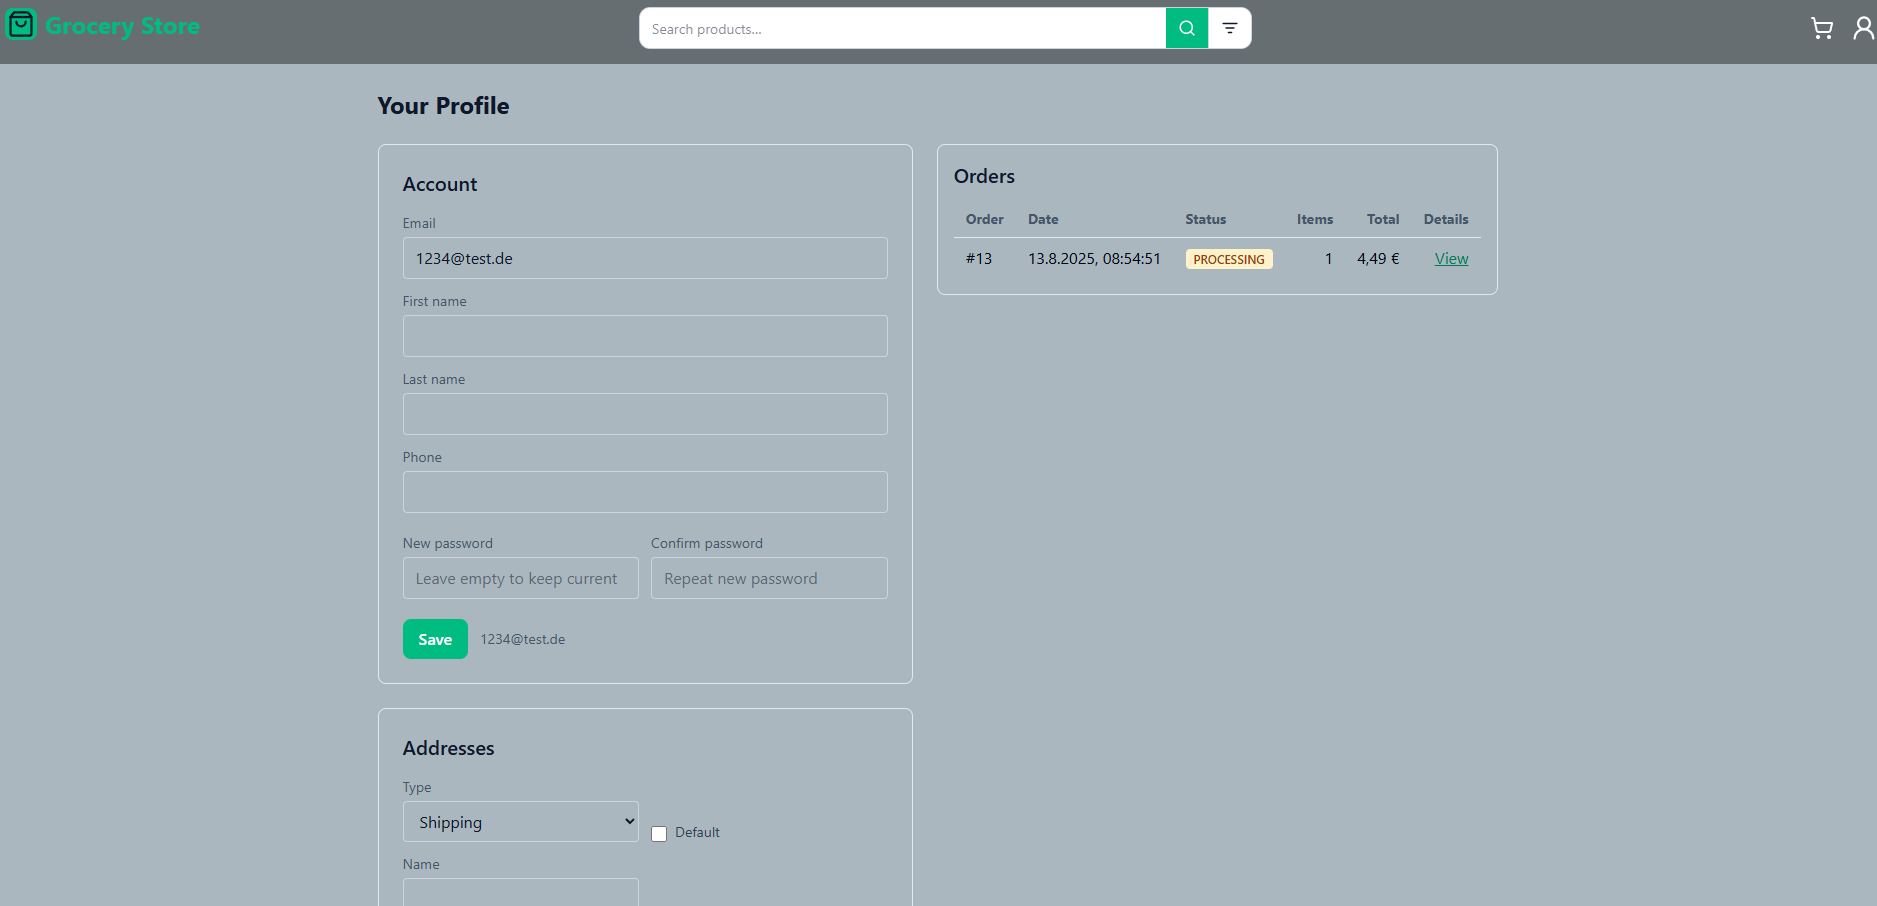 Grocery Store
Search products...
Your Profile
Account
Email
1234@test.de
First name
Last name
Phone
New password Confirm password
Leave empty to keep current Repeat new password
Save 1234@test.de
Addresses
Type
Shipping
Default
Name
Orders
Order Date Status Items Total Details
#13 13.8.2025, 08:54:51 PROCESSING 1 4,49 € View